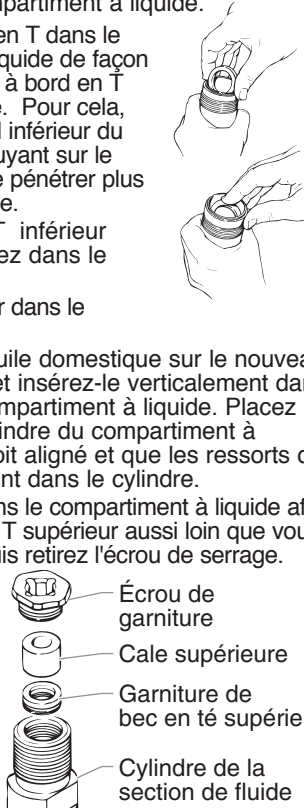 compartiment à liquide.
en T dans le
quide de façon
à bord en T
e. Pour cela,
inférieur du
uyant sur le
e pénétrer plus
e.
T inférieur
ez dans le
r dans le
uile domestique sur le nouvea
et insérez-le verticalement dan
mpartiment à liquide. Placez
indre du compartiment à
oit aligné et que les ressorts d
nt dans le cylindre.
ns le compartiment à liquide af
T supérieur aussi loin que vou
uis retirez l'écrou de serrage.
Écrou de
garniture
Cale supérieure
Garniture de
bec en té supérie
Cylindre de la
section de fluide